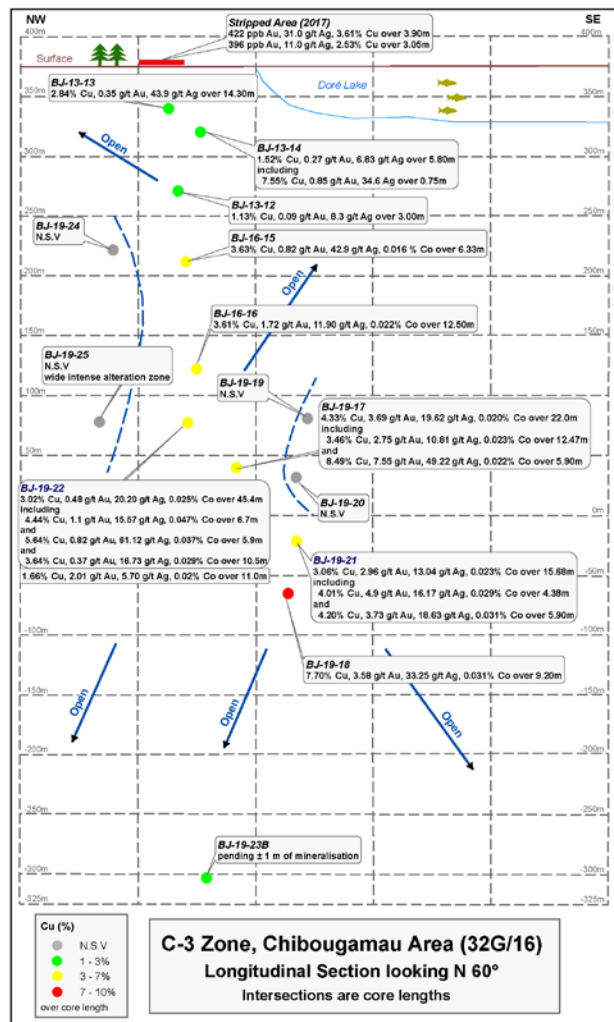 NW
SE
400m
400m
Stripped Area (2017)
422 ppb Au, 31.0 g/t Ag, 3.61% Cu over 3.90m
396 ppb Au, 11.0 g/t Ag, 2.53% Cu over 3.05m
Surface
Doré Lake
350m
350m
BJ-13-13
2.84% Cu, 0.35 g/t Au, 43.9 g/t Ag over 14.30m
300m
300m
Open
BJ-13-14
1.52% Cu, 0.27 g/t Au, 6.83 g/t Ag over 5.80m
including
7.55% Cu, 0.85 g/t Au, 34.6 g/t Ag over 0.75m
BJ-13-12
1.13% Cu, 0.09 g/t Au, 8.3 g/t Ag over 3.00m
250m
250m
BJ-19-24
N.S.V
BJ-16-15
3.63% Cu, 0.82 g/t Au, 42.9 g/t Ag, 0.016 % Co over 6.33m
200m
200m
Open
BJ-16-16
3.61% Cu, 1.72 g/t Au, 11.90 g/t Ag, 0.022% Co over 12.50m
150m
150m
BJ-19-25
N.S.V
wide intense alteration zone
BJ-19-19
N.S.V
100m
100m
BJ-19-17
4.33% Cu, 3.69 g/t Au, 19.62 g/t Ag, 0.020% Co over 22.0m
including
3.46% Cu, 2.75 g/t Au, 10.81 g/t Ag, 0.023% Co over 12.47m
and
8.49% Cu, 7.55 g/t Au, 49.22 g/t Ag, 0.022% Co over 5.90m
50m
50m
BJ-19-22
3.02% Cu, 0.48 g/t Au, 20.20 g/t Ag, 0.025% Co over 45.4m
including
4.44% Cu, 1.1 g/t Au, 15.57 g/t Ag, 0.047% Co over 6.7m
and
5.64% Cu, 0.82 g/t Au, 61.12 g/t Ag, 0.037% Co over 5.9m
and
3.64% Cu, 0.37 g/t Au, 16.73 g/t Ag, 0.029% Co over 10.5m
1.66% Cu, 2.01 g/t Au, 5.70 g/t Ag, 0.02% Co over 11.0m
BJ-19-20
N.S.V
0m
BJ-19-21
3.06% Cu, 2.96 g/t Au, 13.04 g/t Ag, 0.023% Co over 15.68m
including
4.01% Cu, 4.9 g/t Au, 16.17 g/t Ag, 0.029% Co over 4.38m
and
4.20% Cu, 3.73 g/t Au, 18.63 g/t Ag, 0.031% Co over 5.90m
-50m
-100m
-100m
BJ-19-18
7.70% Cu, 3.58 g/t Au, 33.25 g/t Ag, 0.031% Co over 9.20m
-150m
-150m
Open
Open
Open
-200m
-200m
-250m
-250m
BJ-19-23B
pending ± 1 m of mineralisation
-300m
-300m
-325m
-325m
Cu (%)
N.S.V
1 - 3%
3 - 7%
7 - 10%
over core length
C-3 Zone, Chibougamau Area (32G/16)
Longitudinal Section looking N 60°
Intersections are core lengths